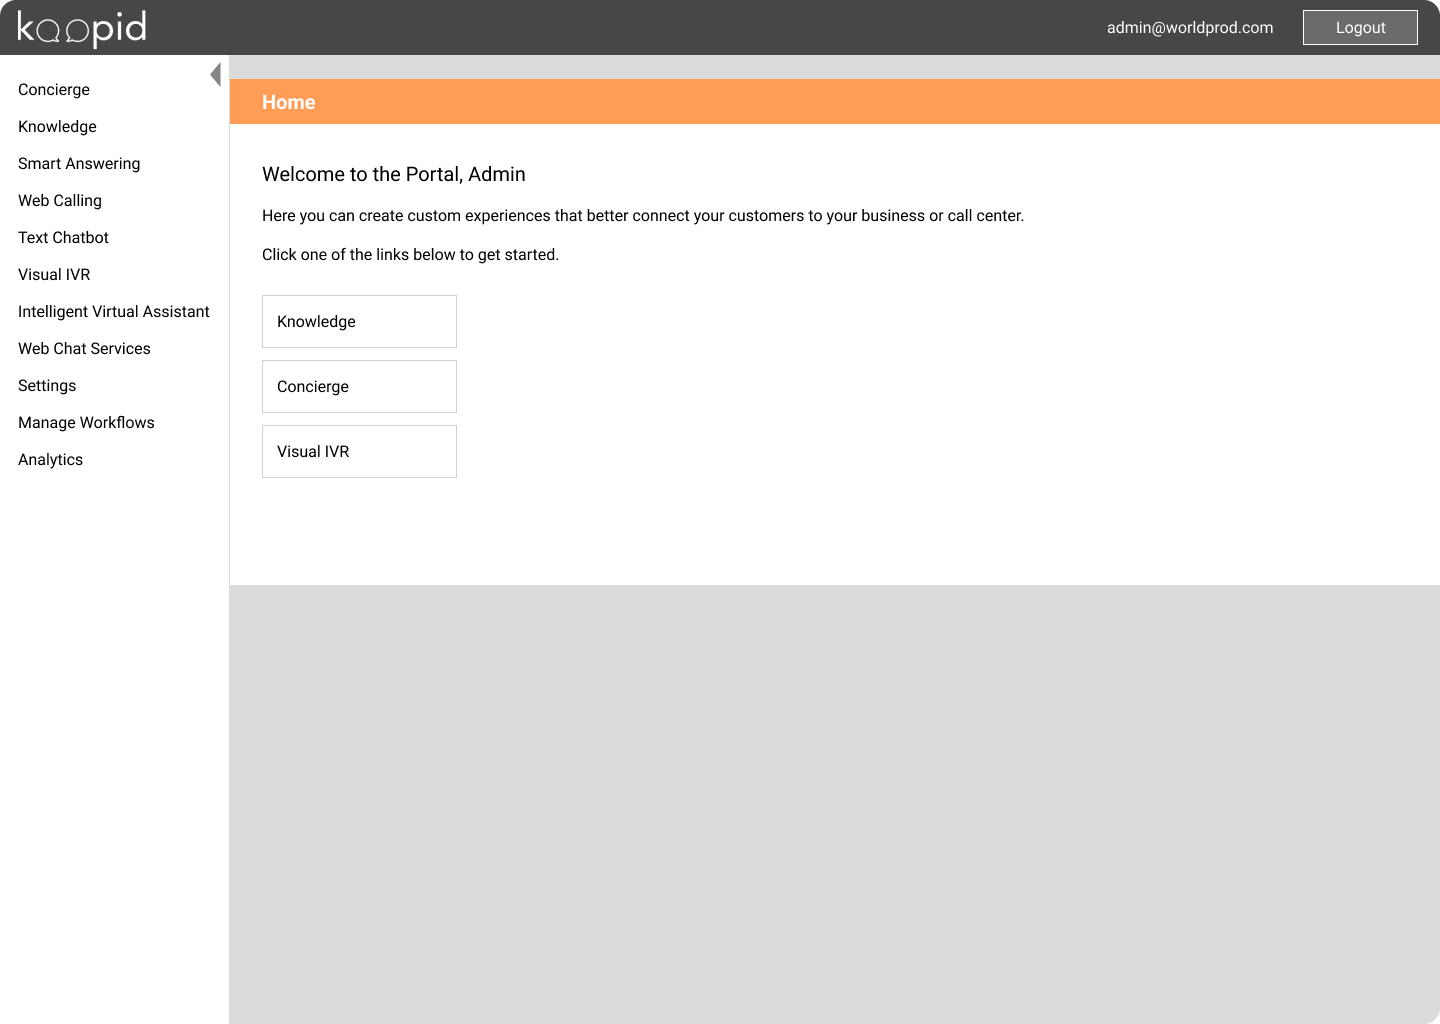 koopid
admin@worldprod.com
Logout
Concierge
Knowledge
Smart Answering
Web Calling
Text Chatbot
Visual IVR
Intelligent Virtual Assistant
Web Chat Services
Settings
Manage Workflows
Analytics
Home
Welcome to the Portal, Admin
Here you can create custom experiences that better connect your customers to your business or call center.
Click one of the links below to get started.
Knowledge
Concierge
Visual IVR